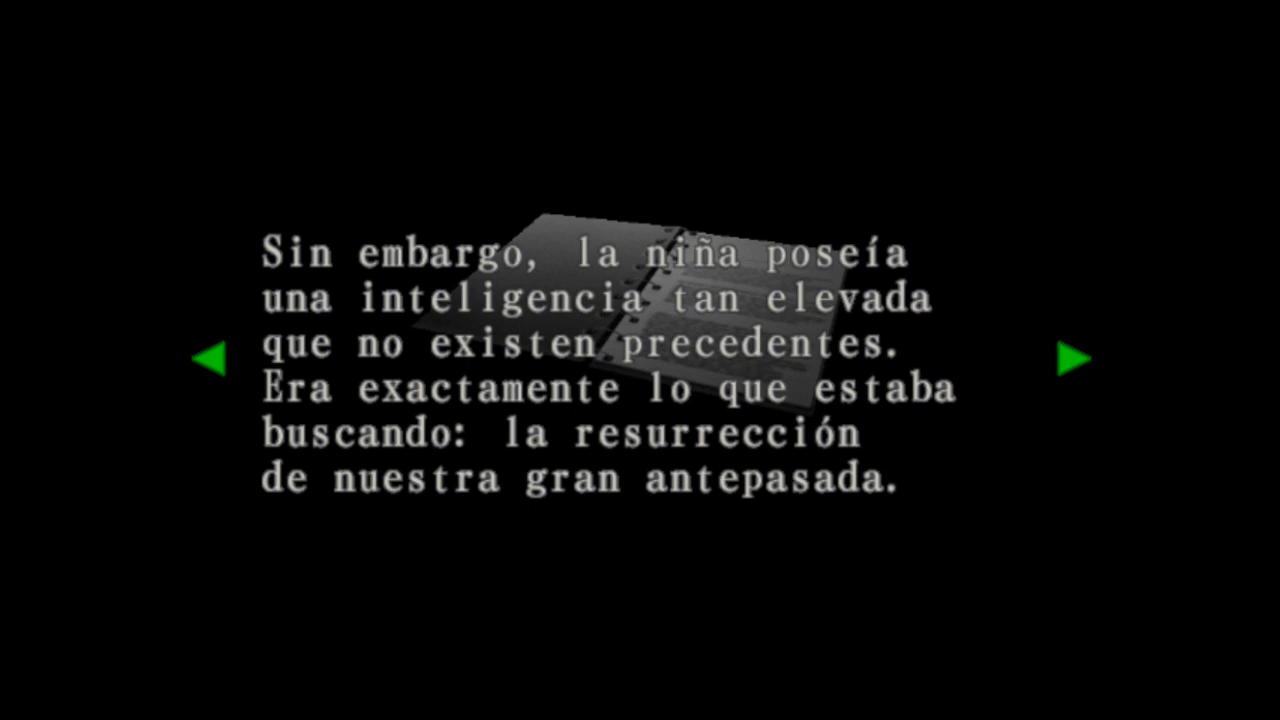 Sin embargo, la niña poseía
una inteligencia tan elevada
que no existen precedentes.
Era exactamente lo que estaba
buscando: la resurrección
de nuestra gran antepasada.